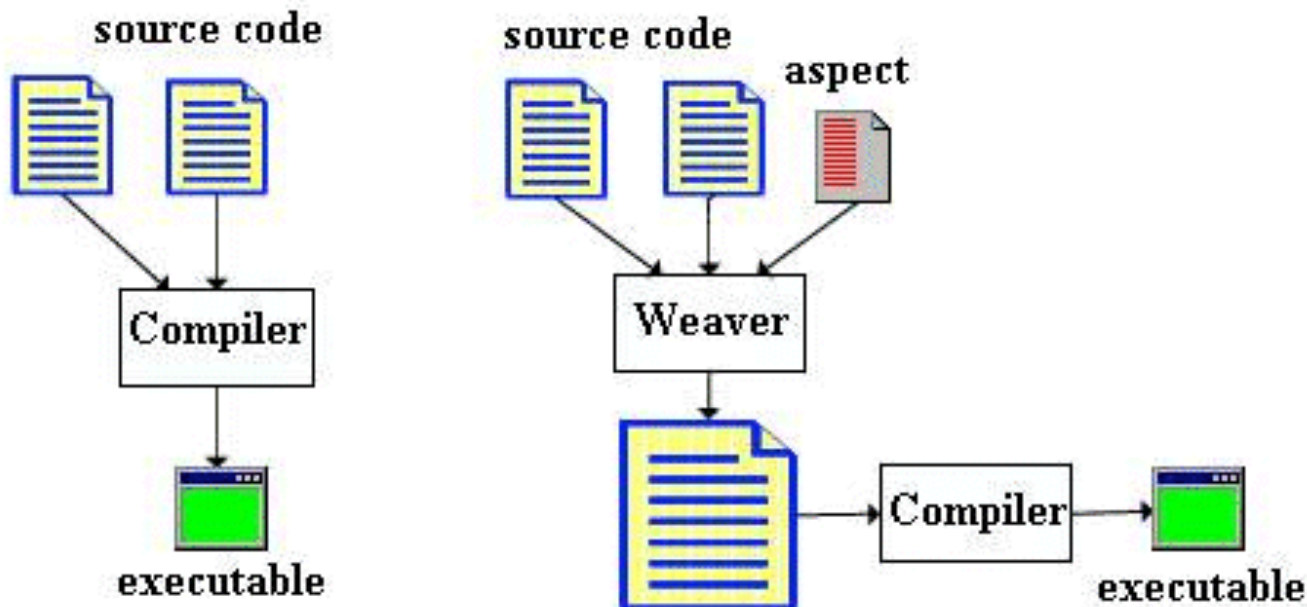 source code
Compiler
executable
source code
aspect
Weaver
Compiler
executable